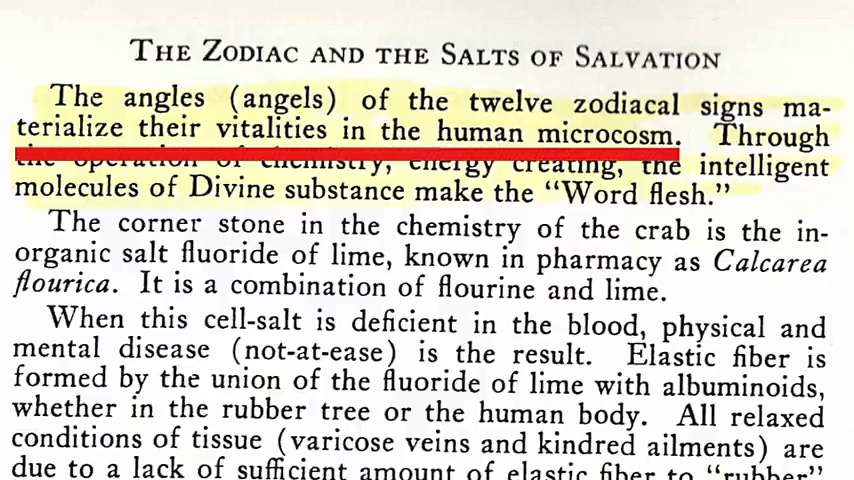 THE ZODIAC AND THE SALTS OF SALVATION
The angles (angels) of the twelve zodiacal signs ma-
terialize their vitalities in the human microcosm. Through
the operation of chemistry, energy creating, the intelligent
molecules of Divine substance make the “Word flesh.”
The corner stone in the chemistry of the crab is the in-
organic salt fluoride of lime, known in pharmacy as Calcarea
flourica. It is a combination of flourine and lime.
When this cell-salt is deficient in the blood, physical and
mental disease (not-at-ease) is the result. Elastic fiber is
formed by the union of the fluoride of lime with albuminoids,
whether in the rubber tree or the human body. All relaxed
conditions of tissue (varicose veins and kindred ailments) are
due to a lack of sufficient amount of elastic fiber to “rubber”